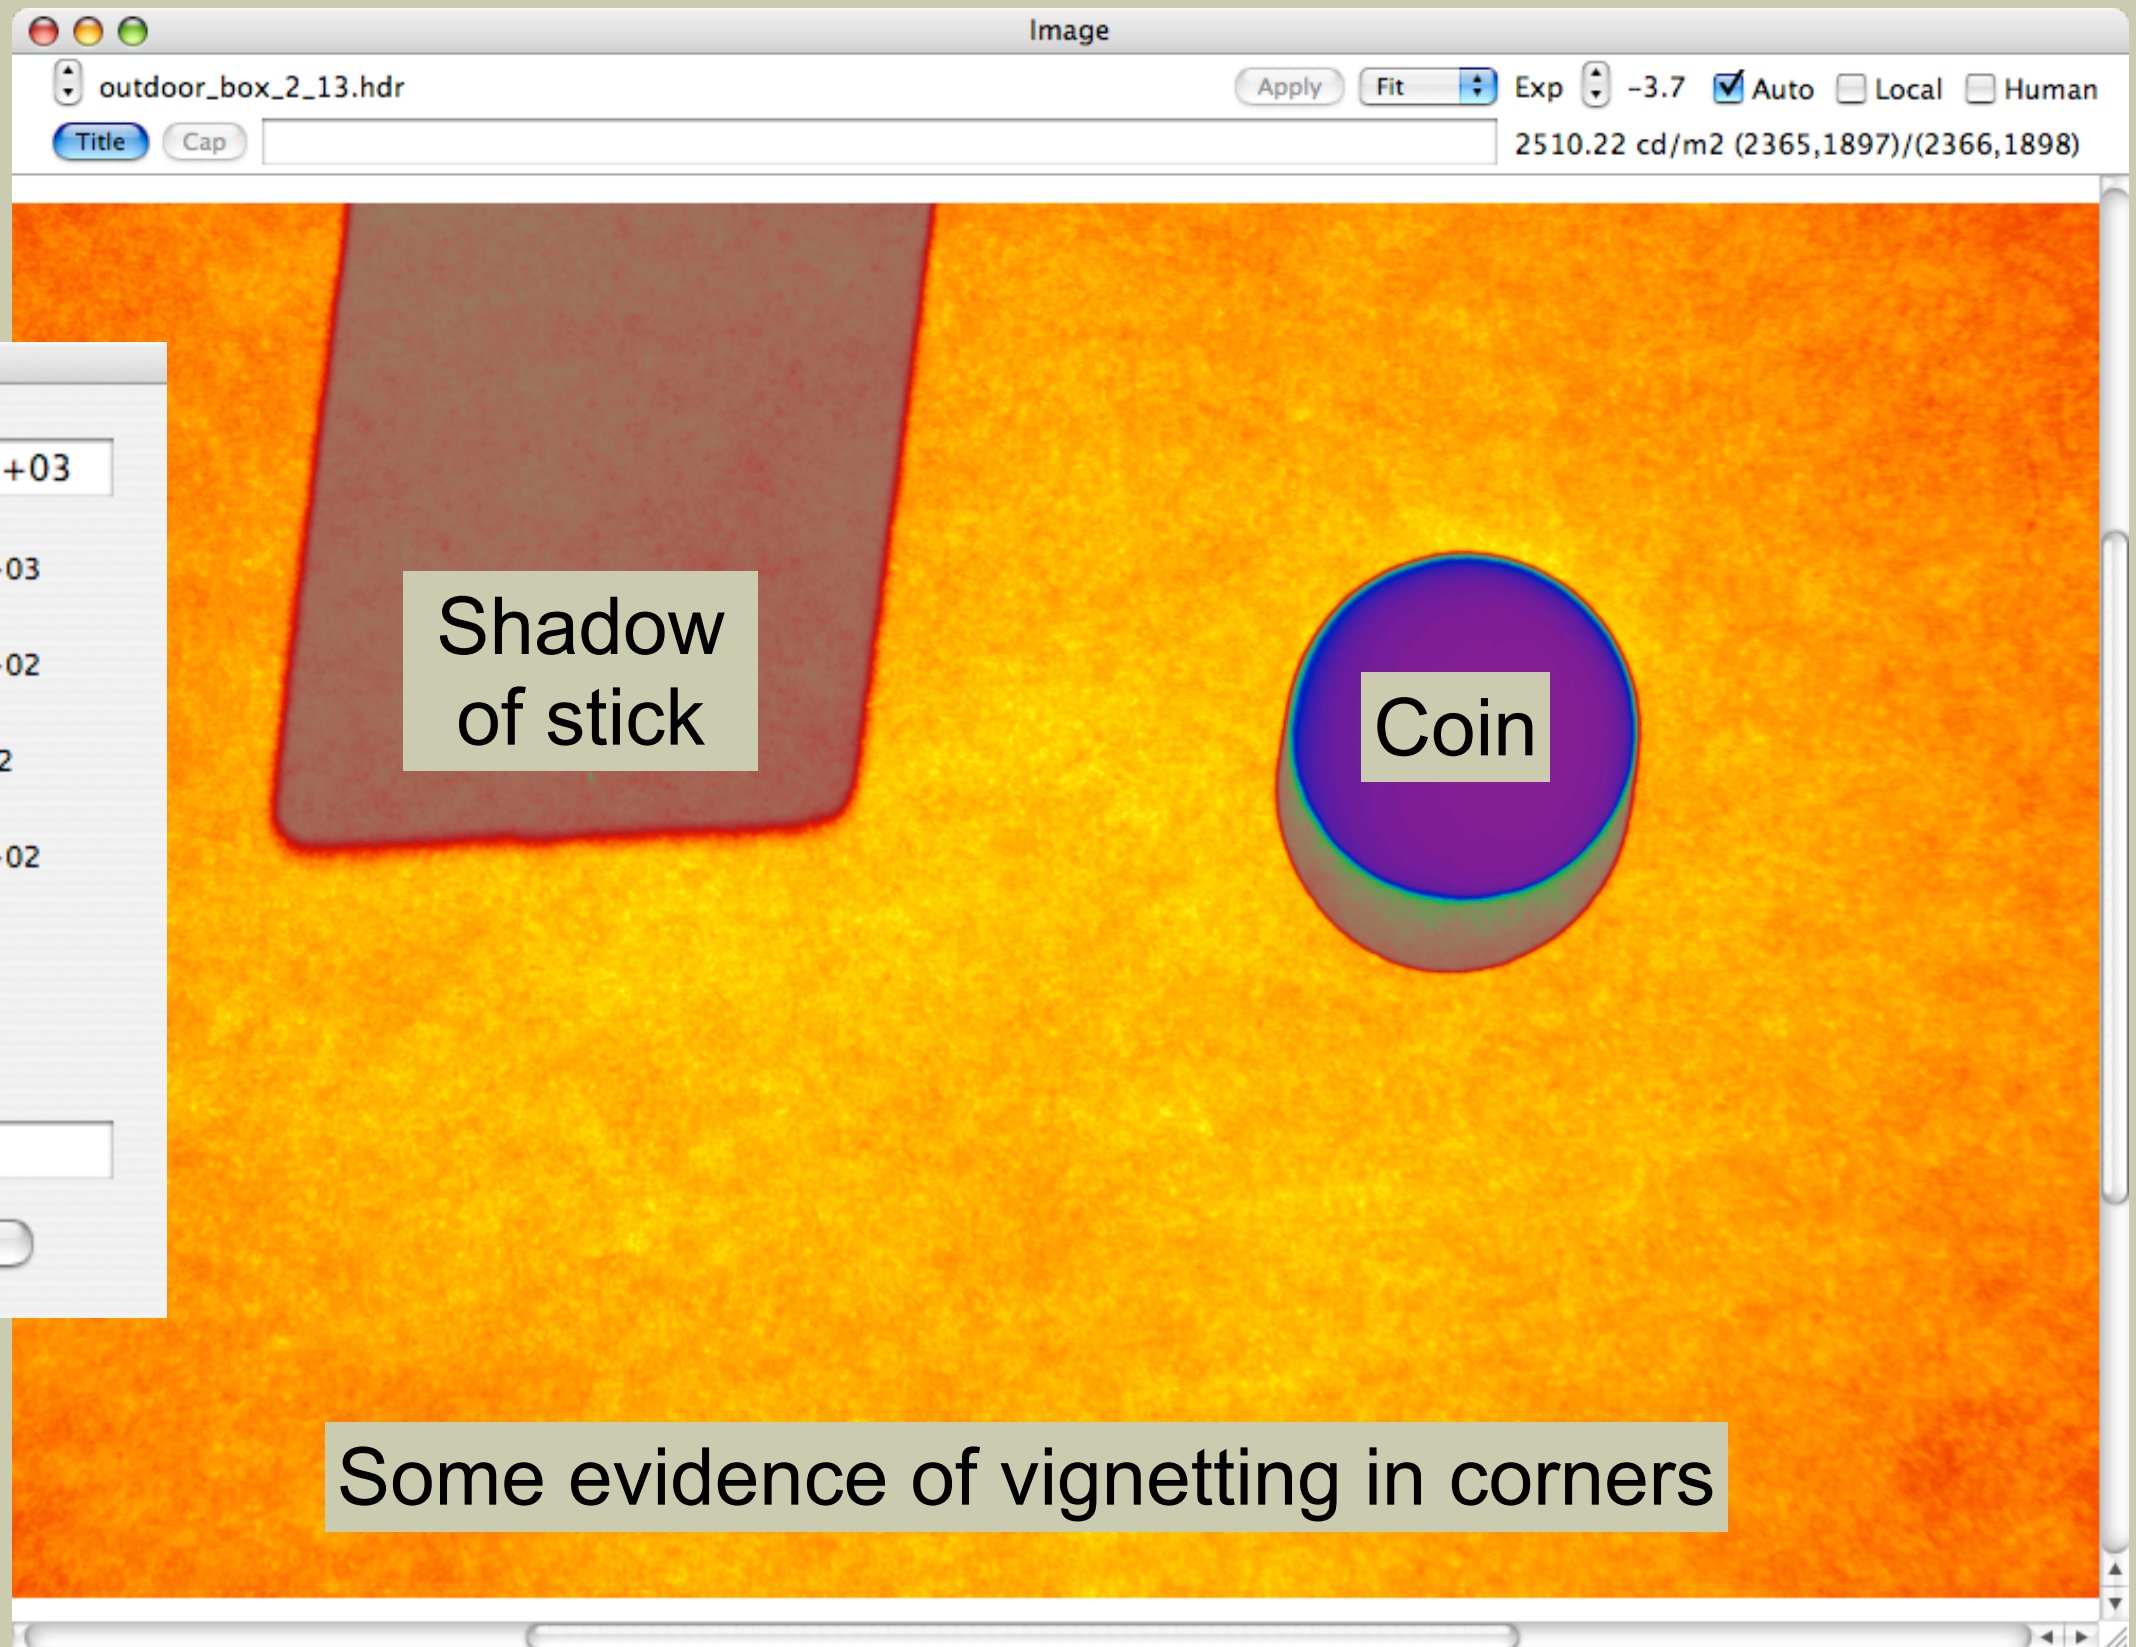 Image
outdoor_box_2_13.hdr
Apply Fit Exp -3.7 Auto Local Human
Title Cap
2510.22 cd/m2 (2365,1897)/(2366,1898)
+03
03
02
2
02
Shadow
of stick
Coin
Some evidence of vignetting in corners